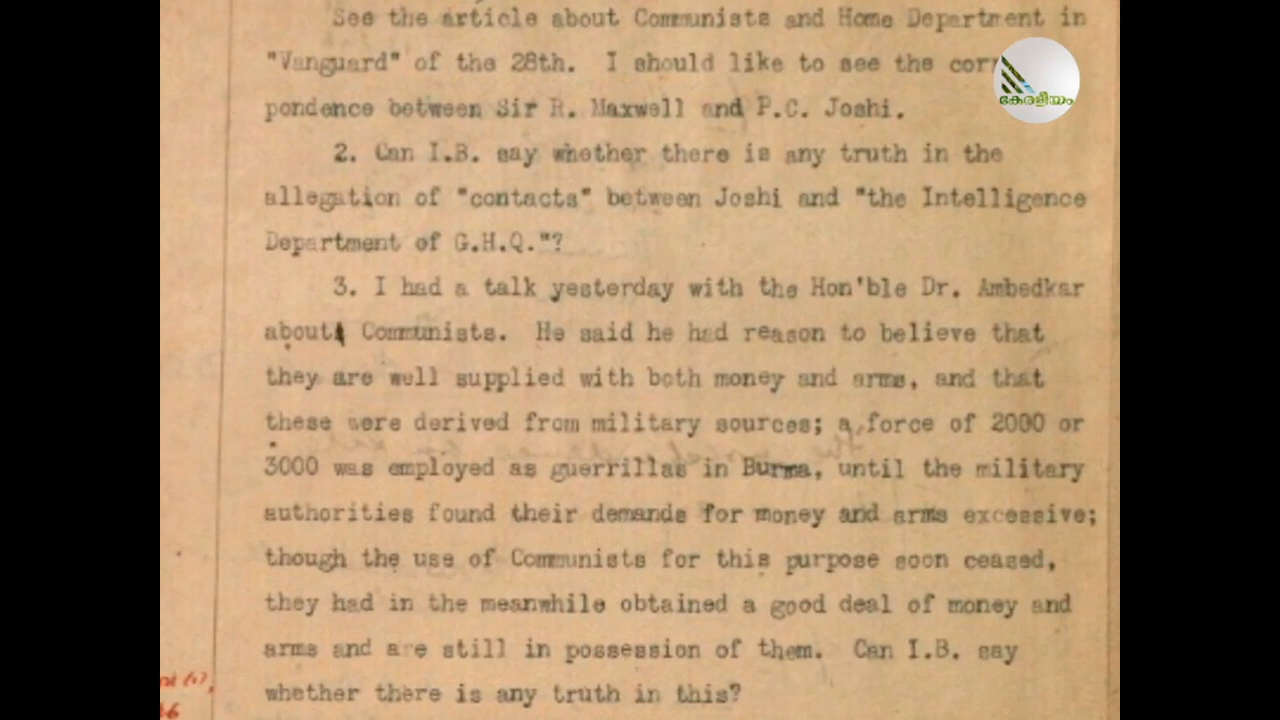 See the article about Communists and Home Department in
"Vanguard" of the 28th. I should like to see the corr
pondence between Sir R. Maxwell and P.C. Joshi.
2. Can I.B. say whether there is any truth in the
allegation of "contacts" between Joshi and "the Intelligence
Department of G.H.Q."?
3. I had a talk yesterday with the Hon'ble Dr. Ambedkar
about Communists. He said he had reason to believe that
they are well supplied with both money and arms, and that
these were derived from military sources; a force of 2000 or
3000 was employed as guerrillas in Burma, until the military
authorities found their demands for money and arms excessive;
though the use of Communists for this purpose soon ceased,
they had in the meanwhile obtained a good deal of money and
arms and are still in possession of them. Can I.B. say
whether there is any truth in this?
കേരളീയം